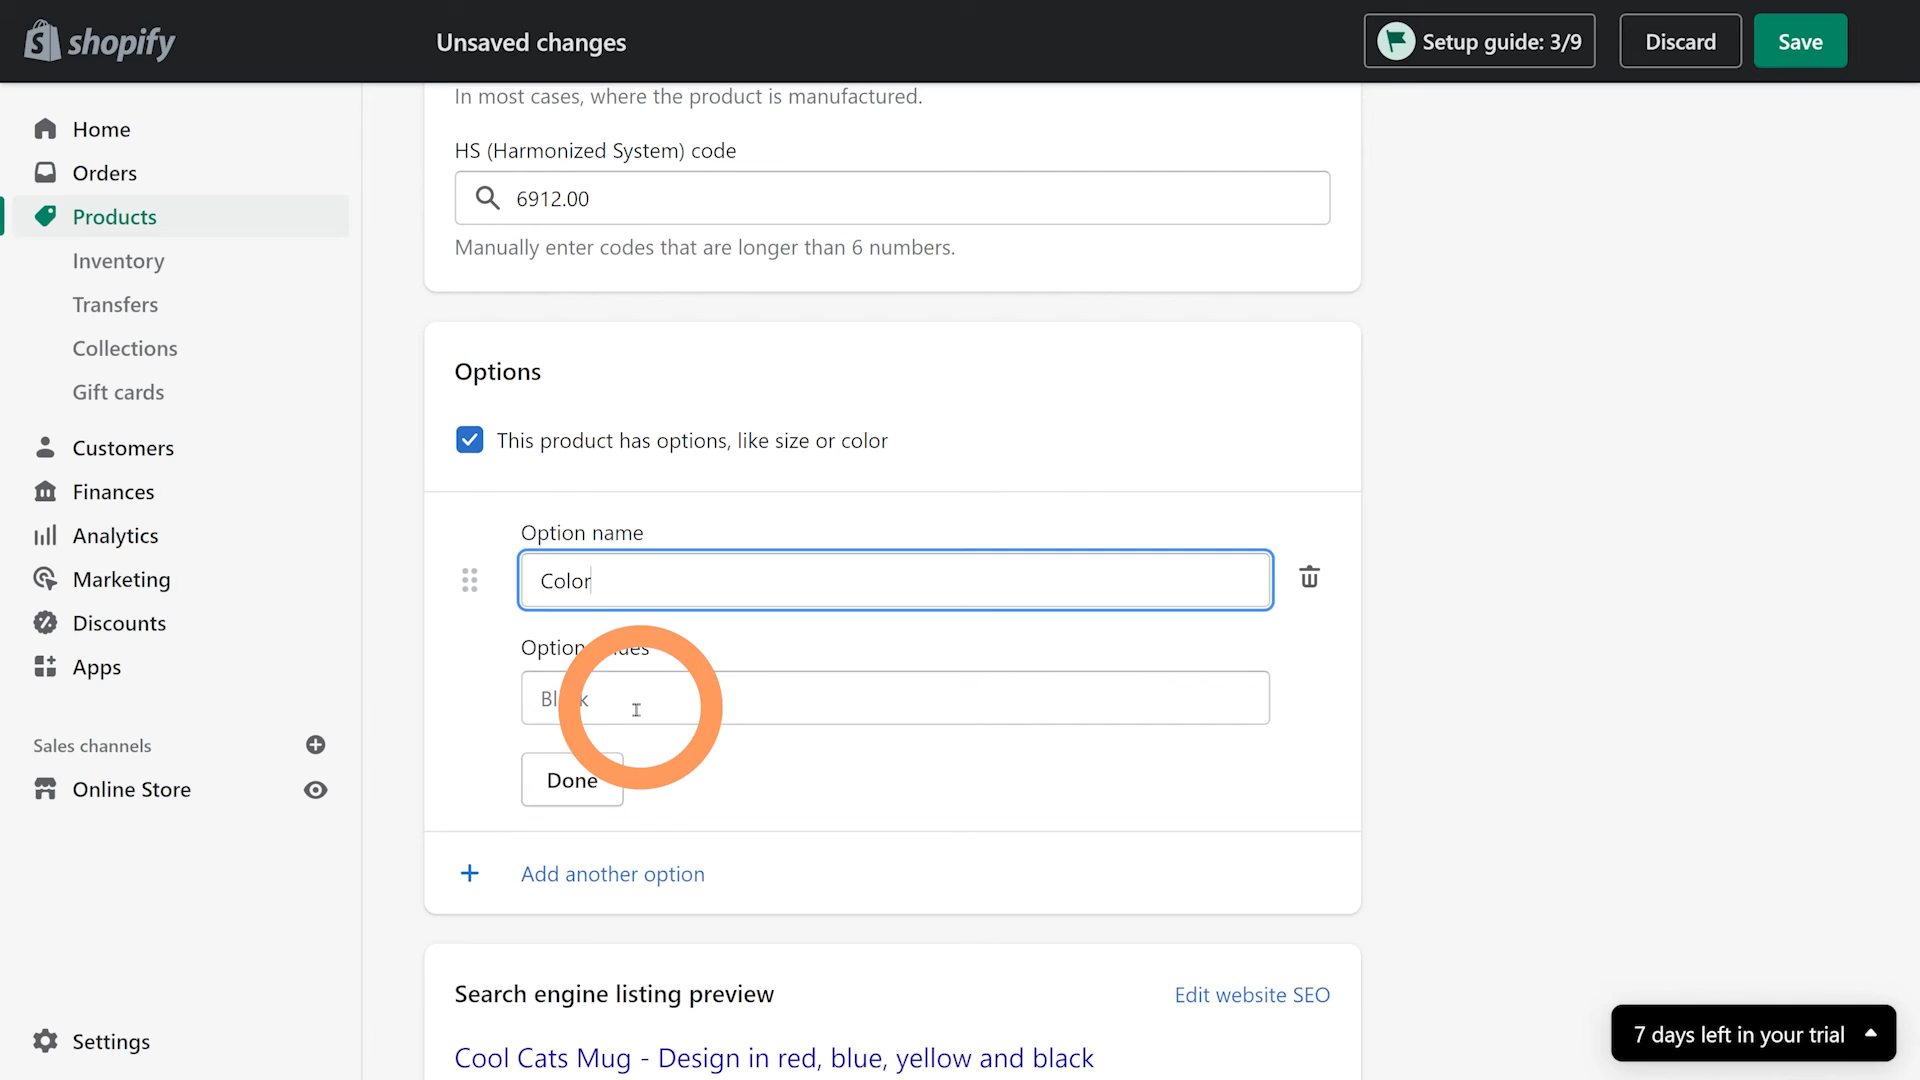 shopify
Unsaved changes
Setup guide: 3/9
Discard
Save
Home
Orders
Products
Inventory
Transfers
Collections
Gift cards
Customers
Finances
Analytics
Marketing
Discounts
Apps
Sales channels
Online Store
Settings
In most cases, where the product is manufactured.
HS (Harmonized System) code
6912.00
Manually enter codes that are longer than 6 numbers.
Options
This product has options, like size or color
Option name
Color
Option values
Black
Done
Add another option
Search engine listing preview
Edit website SEO
Cool Cats Mug - Design in red, blue, yellow and black
7 days left in your trial